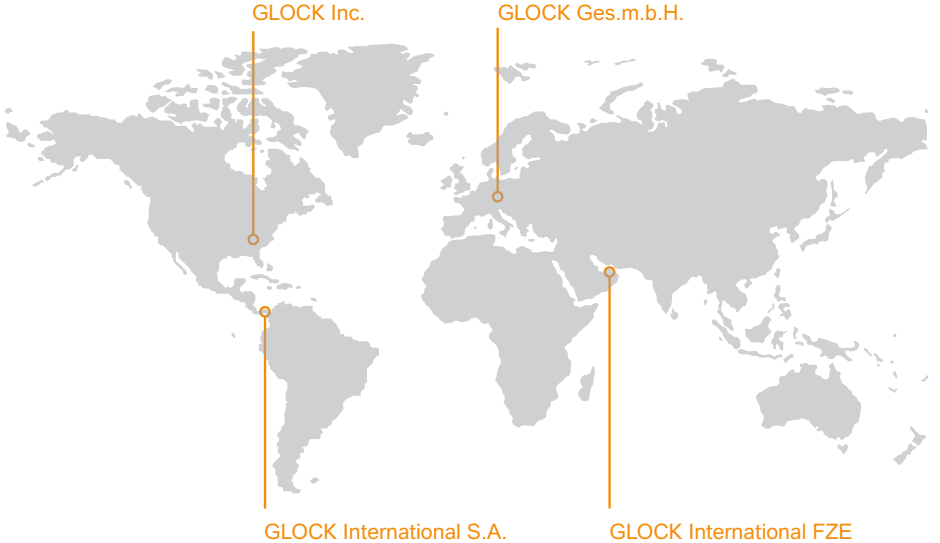 GLOCK Inc.
GLOCK Ges.m.b.H.
GLOCK International S.A.
GLOCK International FZE